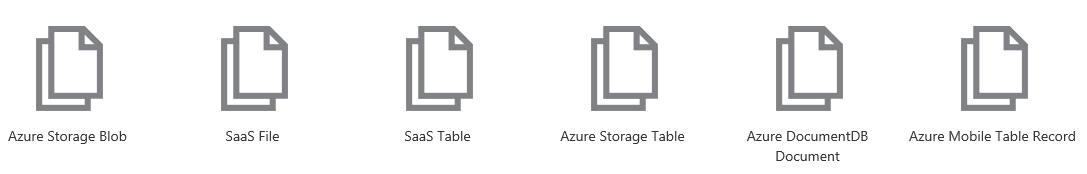 Azure Storage Blob
SaaS File
SaaS Table
Azure Storage Table
Azure DocumentDB
Document
Azure Mobile Table Record